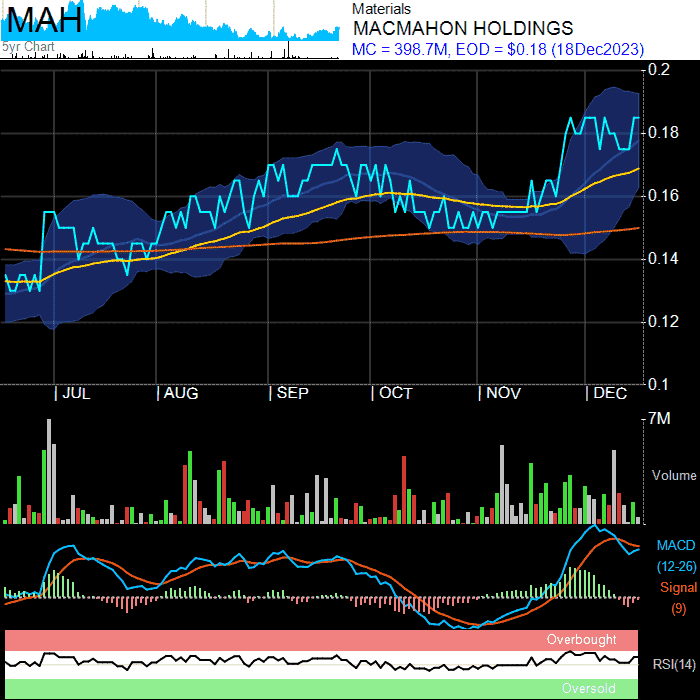 MAH
5yr Chart
Materials
MACMAHON HOLDINGS
MC = 398.7M, EOD = $0.18 (18Dec2023)
0.2
0.18
0.16
0.14
0.12
0.1
JUL AUG SEP OCT NOV DEC
7M
Volume
MACD
(12-26)
Signal
(9)
Overbought
RSI(14)
Oversold